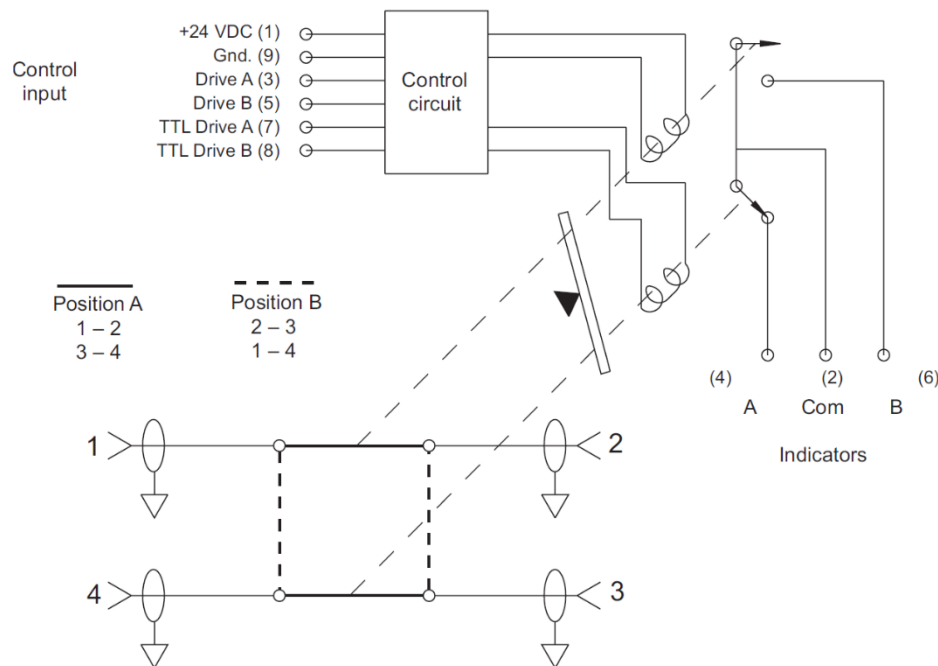 Control
input
+24 VDC (1)
Gnd. (9)
Drive A (3)
Drive B (5)
TTL Drive A (7)
TTL Drive B (8)
Control
circuit
Position A
1 – 2
3 – 4
Position B
2 – 3
1 – 4
(4) (2) (6)
A Com B
Indicators
1 2
4 3